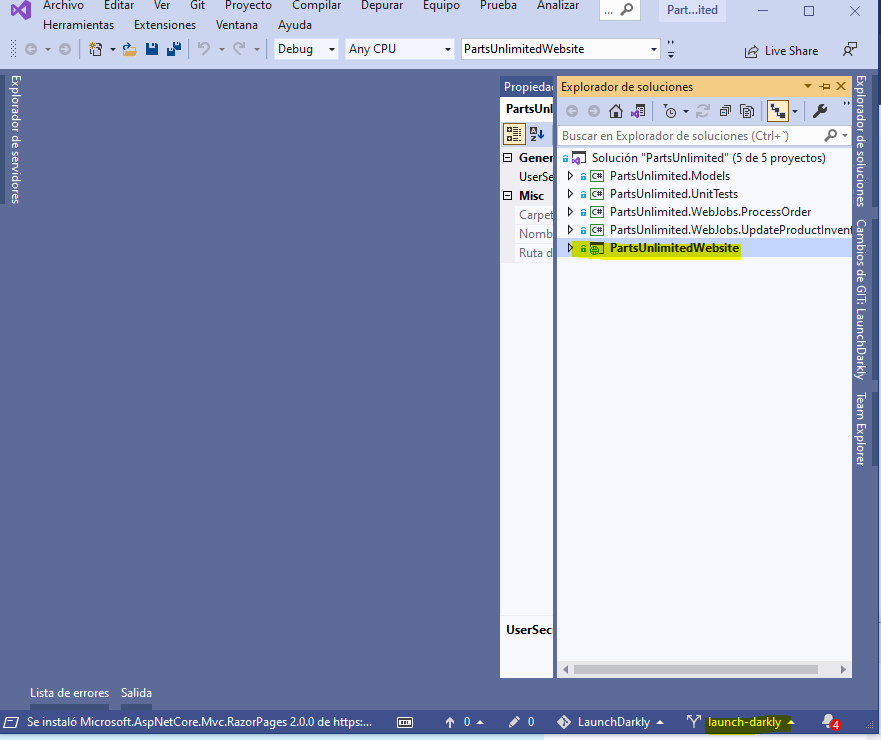 Archivo Editar Ver Git Proyecto Compilar Depurar Equipo Prueba Analizar ... Part...ited
Herramientas Extensiones Ventana Ayuda
Debug Any CPU PartsUnlimitedWebsite Live Share
Explorador de servidores
Propiedad
PartsUnl
Gener
UserSe
Misc
Carpet
Nomb
Ruta d
UserSec
Explorador de soluciones
Buscar en Explorador de soluciones (Ctrl+`)
Solución "PartsUnlimited" (5 de 5 proyectos)
C# PartsUnlimited.Models
C# PartsUnlimited.UnitTests
C# PartsUnlimited.WebJobs.ProcessOrder
C# PartsUnlimited.WebJobs.UpdateProductInvent
PartsUnlimitedWebsite
Explorador de soluciones
Cambios de GIT: LaunchDarkly
Team Explorer
Lista de errores Salida
Se instaló Microsoft.AspNetCore.Mvc.RazorPages 2.0.0 de https:... 0 0 LaunchDarkly launch-darkly 4